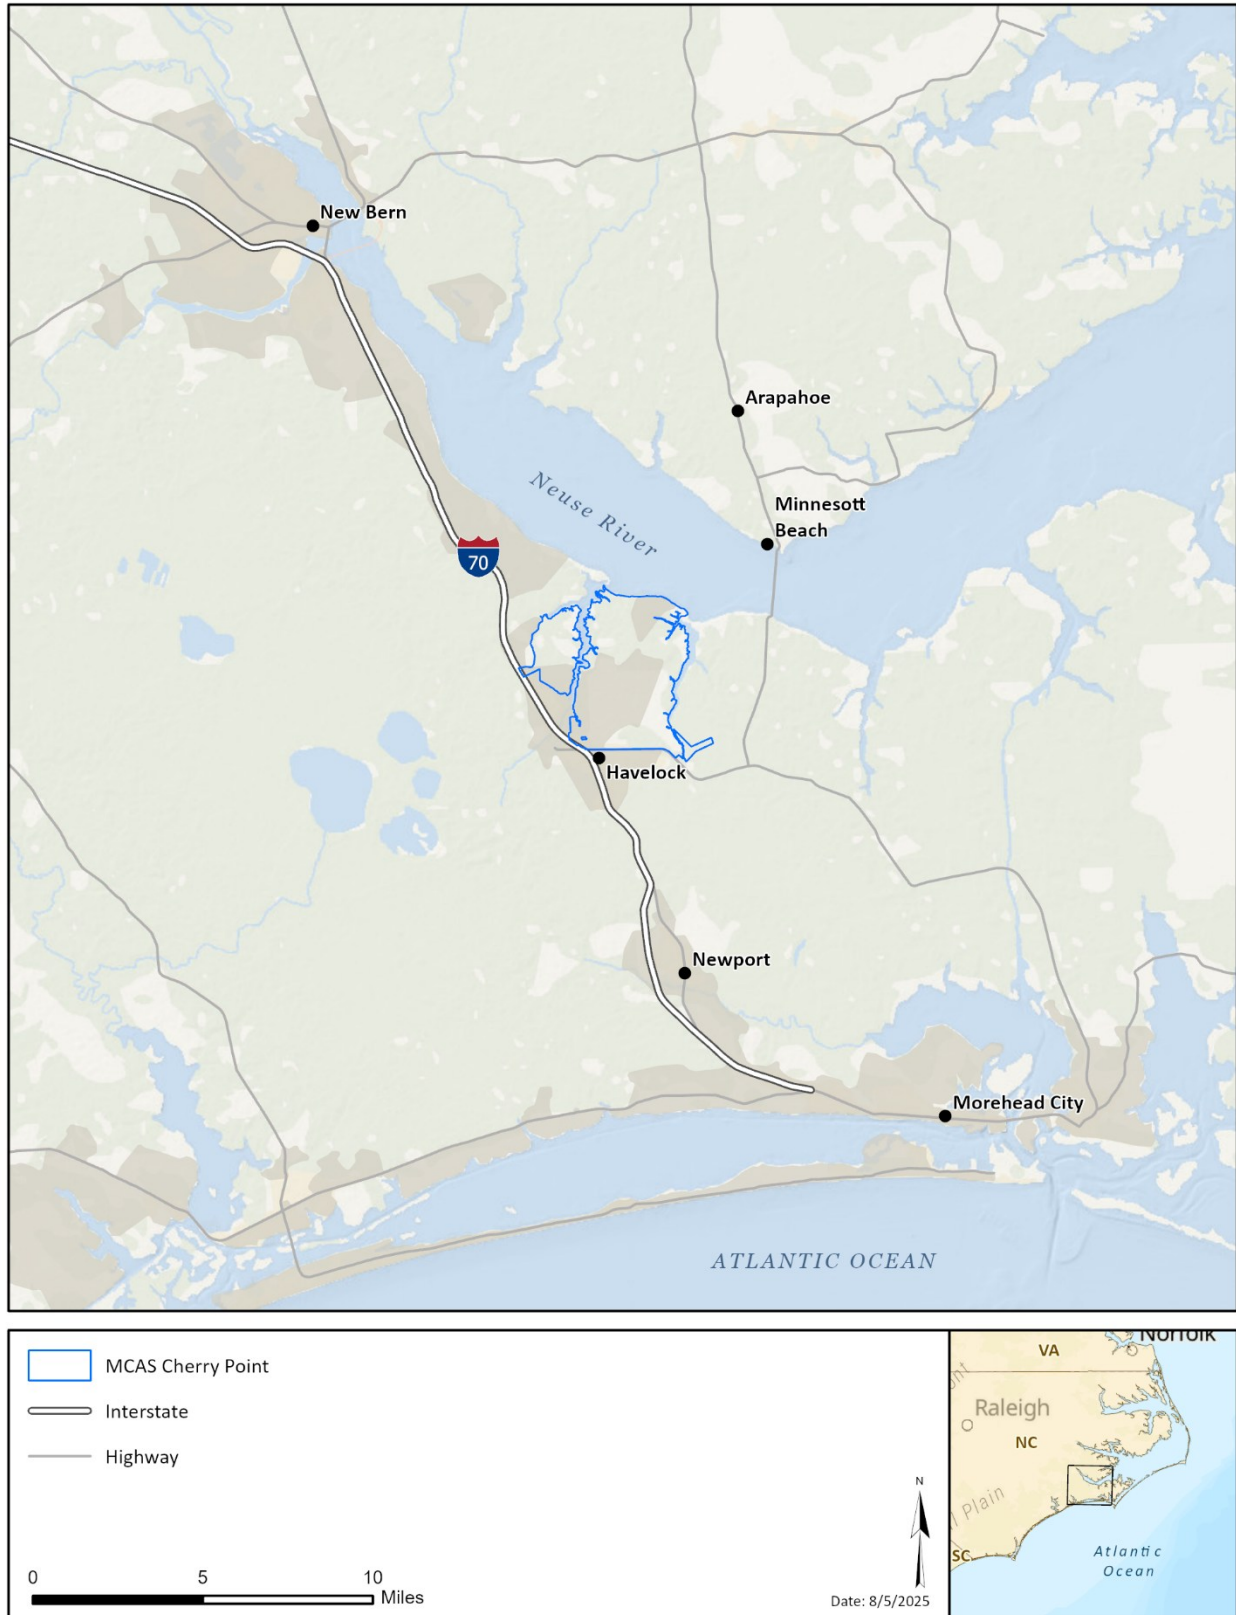 New Bern
Arapahoe
Neuse River
Minnesott
Beach
70
Havelock
Newport
Morehead City
ATLANTIC OCEAN
MCAS Cherry Point
Interstate
Highway
0 5 10
Miles
N
Date: 8/5/2025
Norfolk
VA
Raleigh
NC
Plain
SC
Atlantic
Ocean